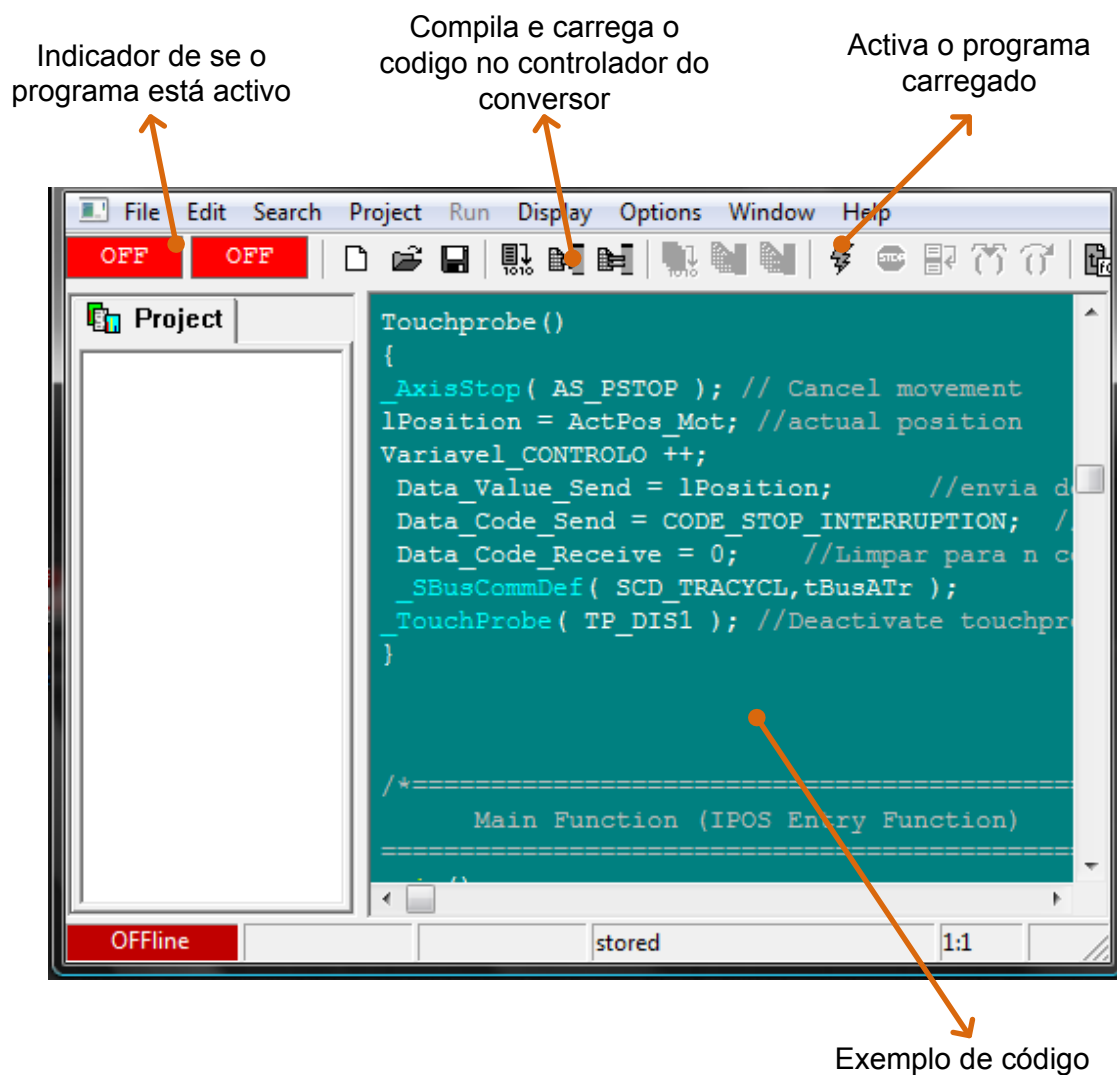 Indicador de se o
programa está activo
Compila e carrega o
codigo no controlador do
conversor
Activa o programa
carregado
File Edit Search Project Run Display Options Window Help
OFF OFF
Project
Touchprobe()
{
_AxisStop( AS_PSTOP ); // Cancel movement
lPosition = ActPos_Mot; //actual position
Variavel_CONTROLO ++;
Data_Value_Send = lPosition; //envia d
Data_Code_Send = CODE_STOP_INTERRUPTION; /
Data_Code_Receive = 0; //Limpar para n c
_SBusCommDef( SCD_TRACYCL,tBusATr );
_TouchProbe( TP_DIS1 ); //Deactivate touchpr
}
/*=============================================
Main Function (IPOS Entry Function)
===============================================
OFFline stored 1:1
Exemplo de código